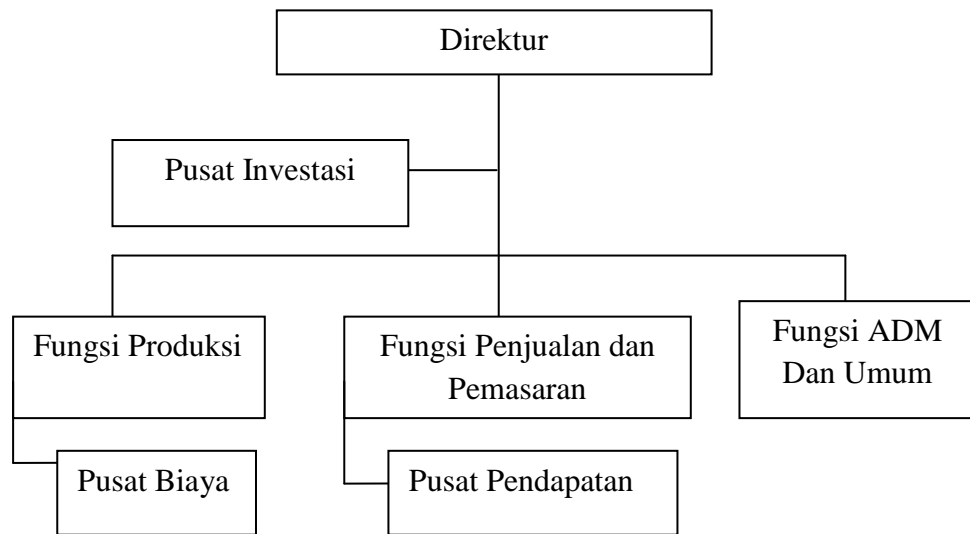 Direktur
Pusat Investasi
Fungsi Produksi
Fungsi Penjualan dan
Pemasaran
Fungsi ADM
Dan Umum
Pusat Biaya
Pusat Pendapatan